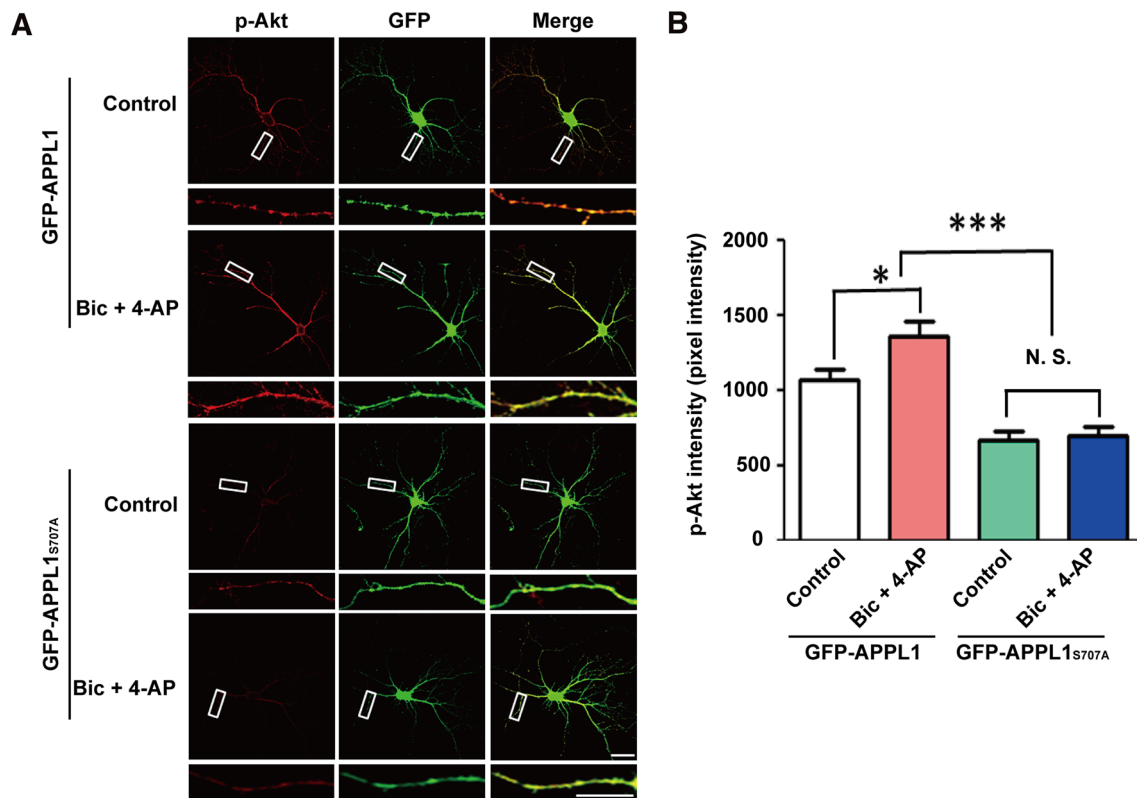 A
p-Akt GFP Merge
GFP-APPL1
Control
Bic + 4-AP
GFP-APPL1S707A
Control
Bic + 4-AP
B
p-Akt intensity (pixel intensity)
2000
1500
1000
500
0
***
*
N. S.
Control
Bic + 4-AP
Control
Bic + 4-AP
GFP-APPL1
GFP-APPL1S707A